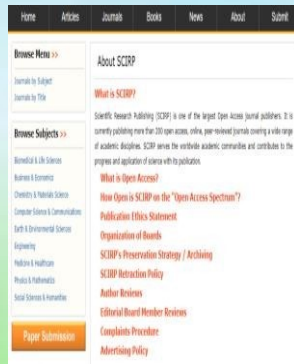 Home Articles Journals Books News About Submit
Browse Menu >>
Journals by Subject
Journals by Title
Browse Subjects >>
Biomedical & Life Sciences
Business & Economics
Chemistry & Materials Science
Computer Science & Communications
Earth & Environmental Sciences
Engineering
Medicine & Healthcare
Physics & Mathematics
Social Sciences & Humanities
Paper Submission
About SCIRP
What is SCIRP?
Scientific Research Publishing (SCIRP) is one of the largest Open Access journal publishers. It is
currently publishing more than 200 open access, online, peer-reviewed journals covering a wide range
of academic disciplines. SCIRP serves the worldwide academic communities and contributes to the
progress and application of science with its publication.
What is Open Access?
How Open is SCIRP on the "Open Access Spectrum"?
Publication Ethics Statement
Organization of Boards
SCIRP's Preservation Strategy / Archiving
SCIRP Retraction Policy
Author Reviews
Editorial Board Member Reviews
Complaints Procedure
Advertising Policy